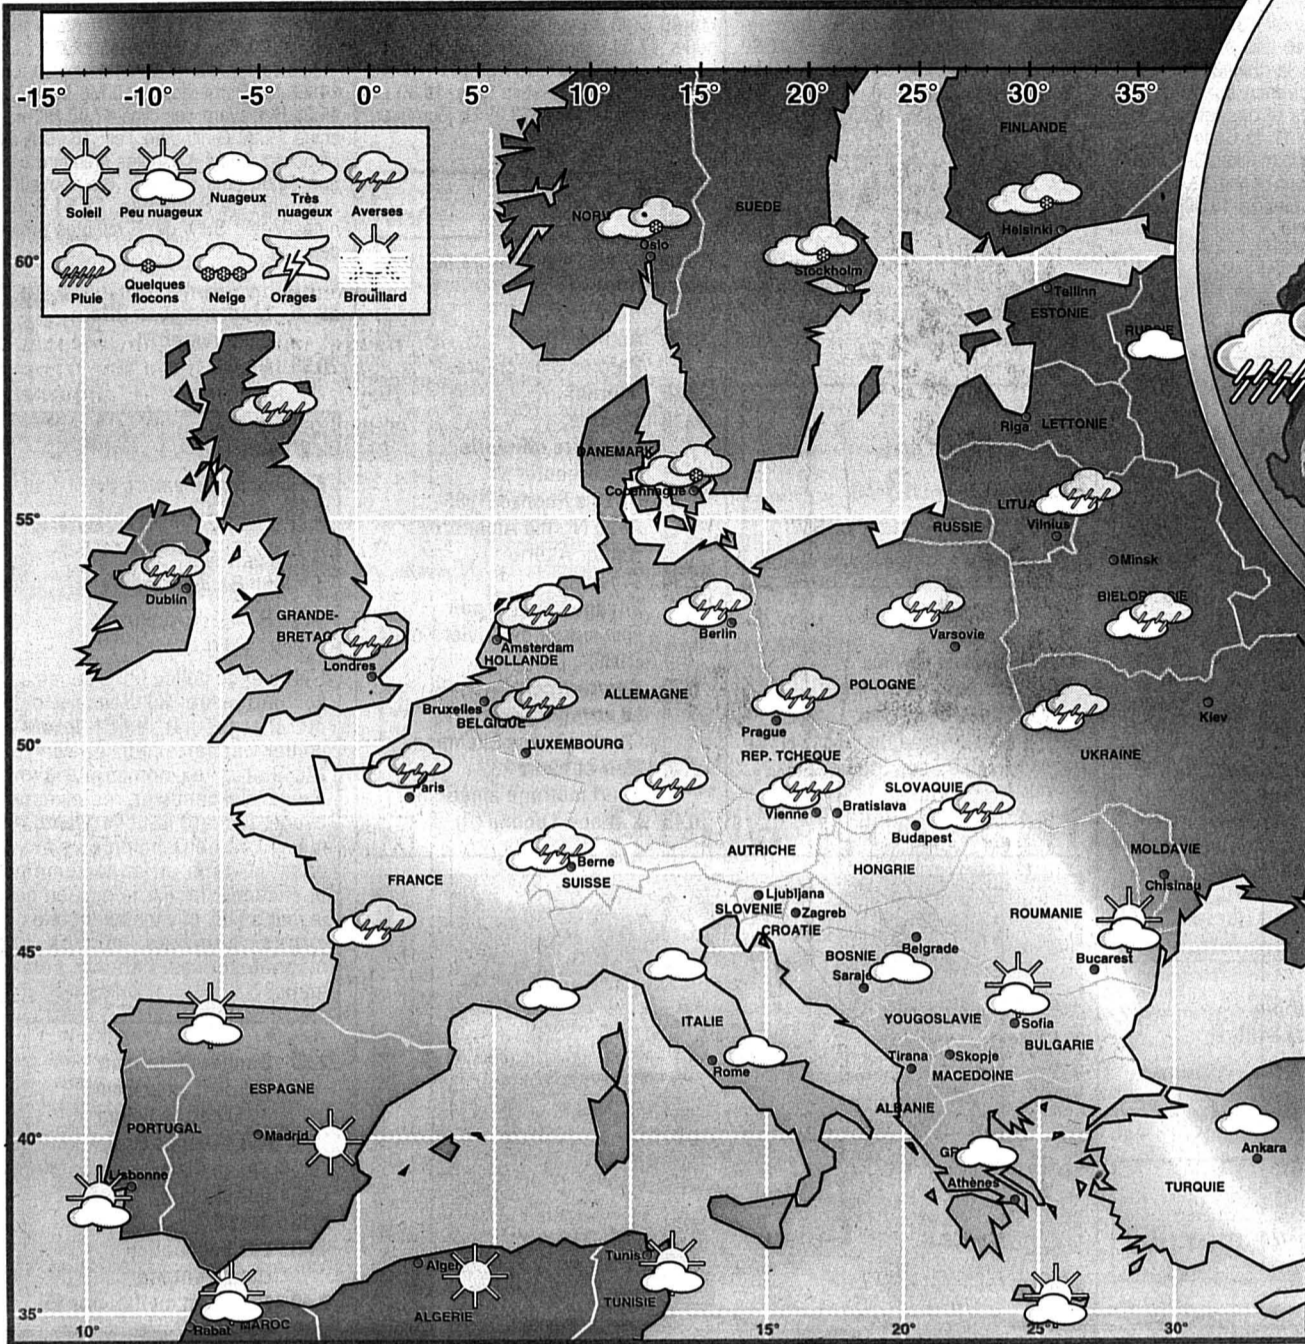 -15° -10° -5° 0° 5° 10° 15° 20° 25° 30° 35°
Soleil
Peu nuageux
Nuageux
Très
nuageux
Averses
Pluie
Quelques
flocons
Neige
Orages
Brouillard
FINLANDE
SUEDE
Oslo
Helsinki
60°
Stockholm
Tellinn
ESTONIE
Riga
LETTONIE
DANEMARK
Copenhague
55°
RUSSIE
Vilnius
Minsk
Dublin
GRANDE-
Londres
Berlin
Varsovie
Amsterdam
HOLLANDE
ALLEMAGNE
POLOGNE
Bruxelles
BELGIQUE
Kiev
Prague
LUXEMBOURG
50°
REP. TCHEQUE
UKRAINE
Paris
SLOVAQUIE
Vienne
Bratislava
Budapest
AUTRICHE
MOLDAVIE
Berne
HONGRIE
FRANCE
SUISSE
Chisinau
Ljubljana
SLOVENIE
Zagreb
ROUMANIE
CROATIE
45°
Belgrade
BOSNIE
Bucarest
ITALIE
YOUGOSLAVIE
Sofia
BULGARIE
Tirana
Skopje
Rome
MACEDOINE
ESPAGNE
ALBANIE
PORTUGAL
Madrid
40°
Ankara
Lisbonne
Athènes
TURQUIE
Tunis
Alger
TUNISIE
35°
ALGERIE
MAROC
Rabat
10°
15°
20°
25°
30°